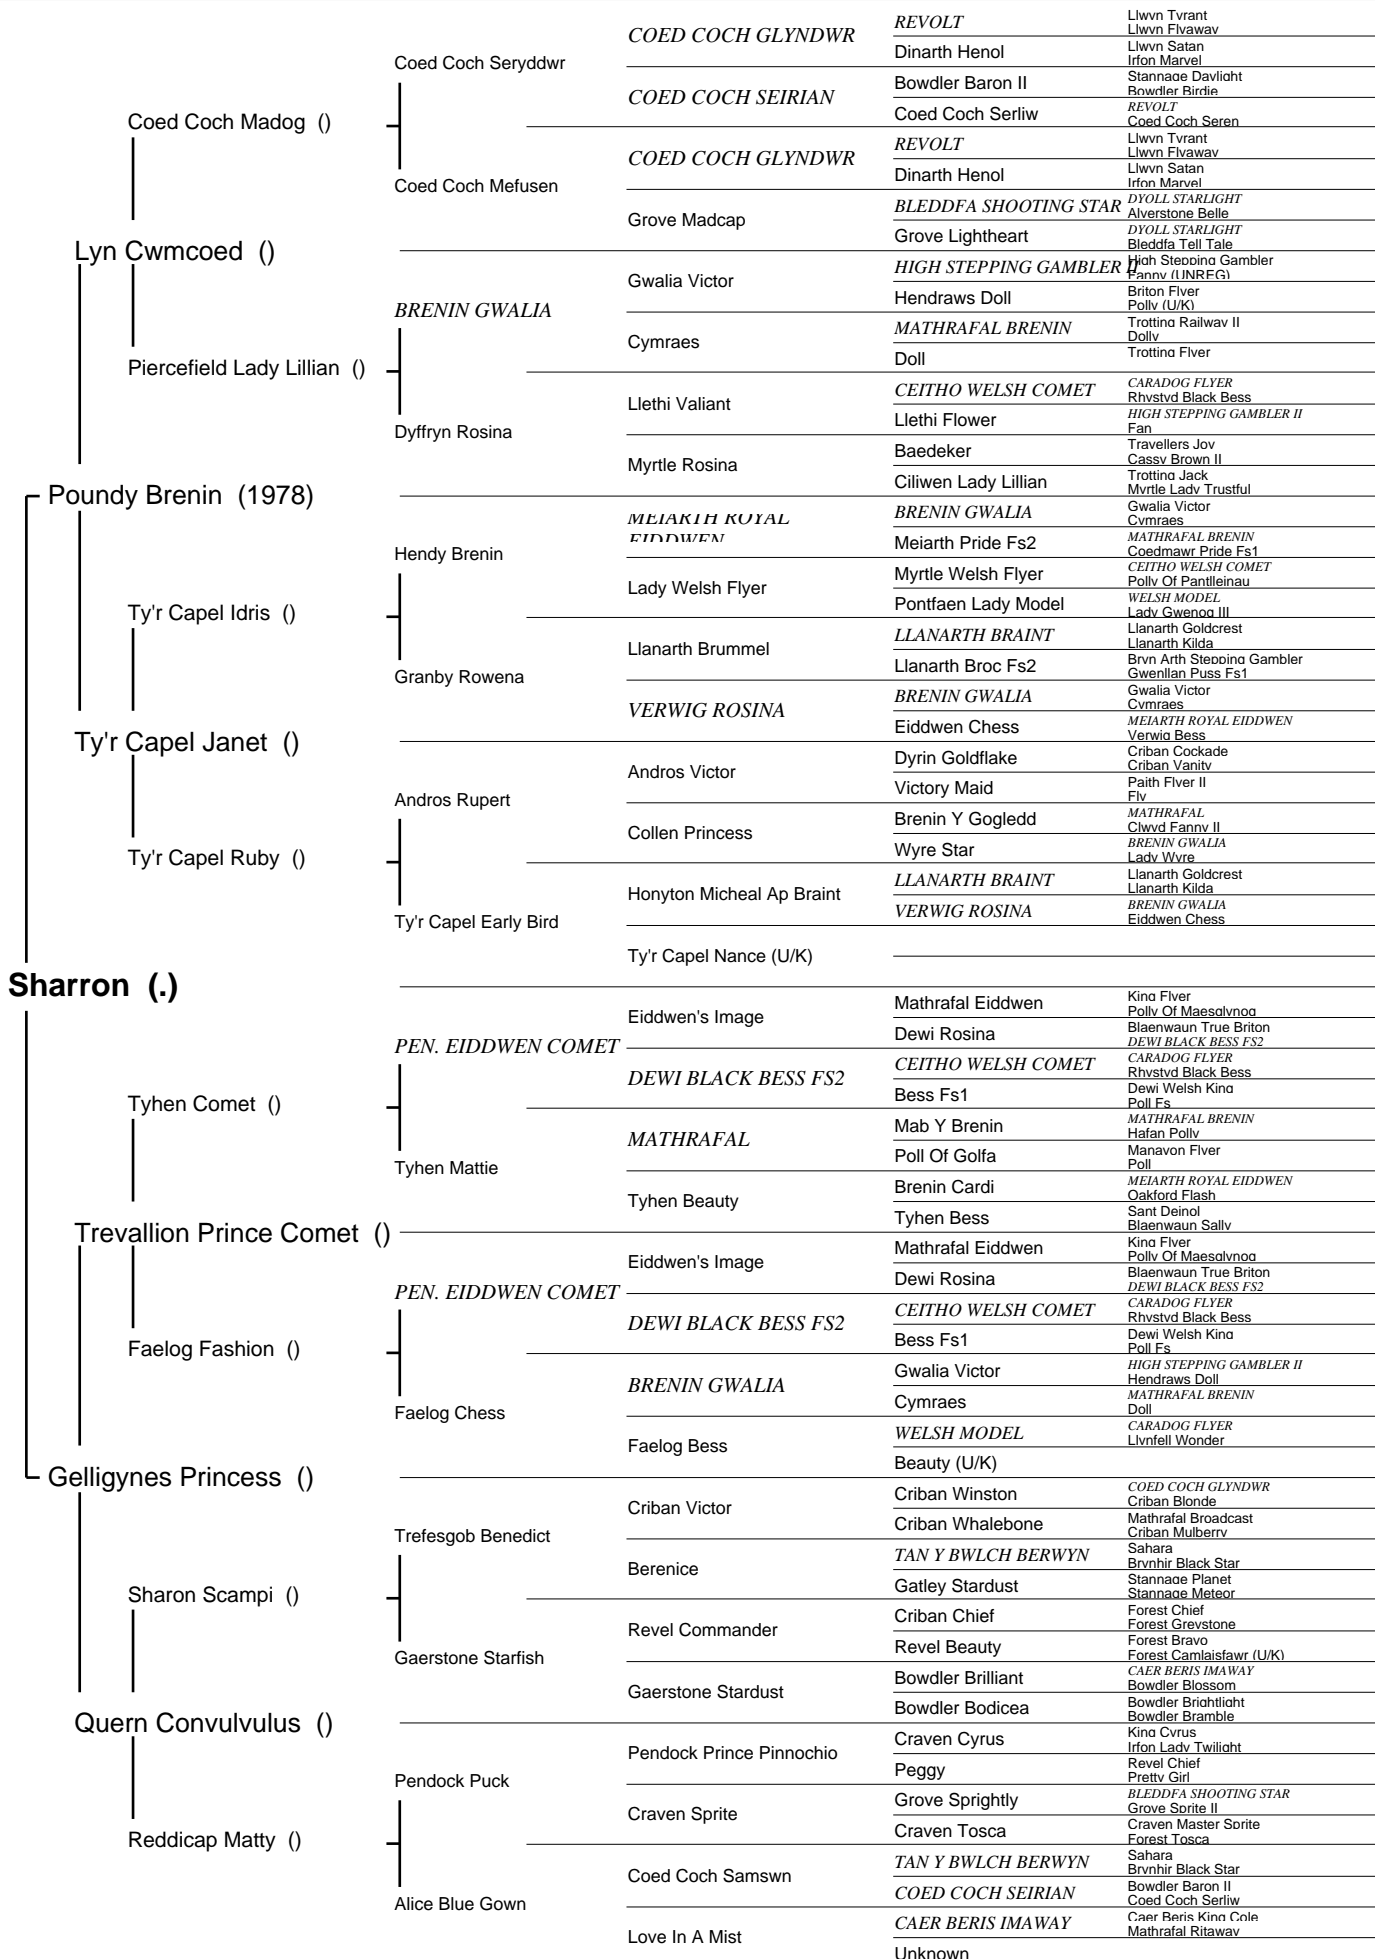 COED COCH GLYNDWR
REVOLT
Llwyn Tyrant
Llwyn Flyaway
Dinarth Henol
Llwyn Satan
Irfon Marvel
Coed Coch Seryddwr
COED COCH SEIRIAN
Bowdler Baron II
Stannage Daylight
Bowdler Birdie
Coed Coch Serliw
REVOLT
Coed Coch Seren
Coed Coch Madog ()
COED COCH GLYNDWR
REVOLT
Llwyn Tyrant
Llwyn Flyaway
Dinarth Henol
Llwyn Satan
Irfon Marvel
Coed Coch Mefusen
Grove Madcap
BLEDDFA SHOOTING STAR
DYOLL STARLIGHT
Alverstone Belle
Grove Lightheart
DYOLL STARLIGHT
Bleddfa Tell Tale
Lyn Cwmcoed ()
Gwalia Victor
HIGH STEPPING GAMBLER II
High Stepping Gambler
Fanny (UNREG)
Hendraws Doll
Briton Flyer
Polly (U/K)
BRENIN GWALIA
Cymraes
MATHRAFAL BRENIN
Trotting Railway II
Dolly
Doll
Trotting Flyer
Piercefield Lady Lillian ()
Llethi Valiant
CEITHO WELSH COMET
CARADOG FLYER
Rhystyd Black Bess
Llethi Flower
HIGH STEPPING GAMBLER II
Fan
Dyffryn Rosina
Myrtle Rosina
Baedeker
Travellers Joy
Cassy Brown II
Ciliwen Lady Lillian
Trotting Jack
Myrtle Lady Trustful
Poundy Brenin (1978)
MEIARTH ROYAL
EIDDWEN
BRENIN GWALIA
Gwalia Victor
Cymraes
Meiarth Pride Fs2
MATHRAFAL BRENIN
Coedmawr Pride Fs1
Hendy Brenin
Lady Welsh Flyer
Myrtle Welsh Flyer
CEITHO WELSH COMET
Polly Of Pantlleinau
Pontfaen Lady Model
WELSH MODEL
Lady Gwenog III
Ty'r Capel Idris ()
Llanarth Brummel
LLANARTH BRAINT
Llanarth Goldcrest
Llanarth Kilda
Llanarth Broc Fs2
Bryn Arth Stepping Gambler
Gwenllan Puss Fs1
Granby Rowena
VERWIG ROSINA
BRENIN GWALIA
Gwalia Victor
Cymraes
Eiddwen Chess
MEIARTH ROYAL EIDDWEN
Verwig Bess
Ty'r Capel Janet ()
Andros Victor
Dyrin Goldflake
Criban Cockade
Criban Vanity
Victory Maid
Paith Flyer II
Fly
Andros Rupert
Collen Princess
Brenin Y Gogledd
MATHRAFAL
Clwyd Fanny II
Wyre Star
BRENIN GWALIA
Lady Wyre
Ty'r Capel Ruby ()
Honyton Micheal Ap Braint
LLANARTH BRAINT
Llanarth Goldcrest
Llanarth Kilda
VERWIG ROSINA
BRENIN GWALIA
Eiddwen Chess
Ty'r Capel Early Bird
Ty'r Capel Nance (U/K)
Sharron (.)
Eiddwen's Image
Mathrafal Eiddwen
King Flyer
Polly Of Maesglynog
Dewi Rosina
Blaenwaun True Briton
DEWI BLACK BESS FS2
PEN. EIDDWEN COMET
DEWI BLACK BESS FS2
CEITHO WELSH COMET
CARADOG FLYER
Rhystyd Black Bess
Bess Fs1
Dewi Welsh King
Poll Fs
Tyhen Comet ()
MATHRAFAL
Mab Y Brenin
MATHRAFAL BRENIN
Hafan Polly
Poll Of Golfa
Manavon Flyer
Poll
Tyhen Mattie
Tyhen Beauty
Brenin Cardi
MEIARTH ROYAL EIDDWEN
Oakford Flash
Tyhen Bess
Sant Deinol
Blaenwaun Sally
Trevallion Prince Comet ()
Eiddwen's Image
Mathrafal Eiddwen
King Flyer
Polly Of Maesglynog
Dewi Rosina
Blaenwaun True Briton
DEWI BLACK BESS FS2
PEN. EIDDWEN COMET
DEWI BLACK BESS FS2
CEITHO WELSH COMET
CARADOG FLYER
Rhystyd Black Bess
Bess Fs1
Dewi Welsh King
Poll Fs
Faelog Fashion ()
BRENIN GWALIA
Gwalia Victor
HIGH STEPPING GAMBLER II
Hendraws Doll
Cymraes
MATHRAFAL BRENIN
Doll
Faelog Chess
Faelog Bess
WELSH MODEL
CARADOG FLYER
Llynfell Wonder
Beauty (U/K)
Gelligynes Princess ()
Criban Victor
Criban Winston
COED COCH GLYNDWR
Criban Blonde
Criban Whalebone
Mathrafal Broadcast
Criban Mulberry
Trefesgob Benedict
Berenice
TAN Y BWLCH BERWYN
Sahara
Brynhir Black Star
Gatley Stardust
Stannage Planet
Stannage Meteor
Sharon Scampi ()
Revel Commander
Criban Chief
Forest Chief
Forest Greystone
Revel Beauty
Forest Bravo
Forest Camlaisfawr (U/K)
Gaerstone Starfish
Gaerstone Stardust
Bowdler Brilliant
CAER BERIS IMAWAY
Bowdler Blossom
Bowdler Bodicea
Bowdler Brightlight
Bowdler Bramble
Quern Convulvulus ()
Pendock Prince Pinnochio
Craven Cyrus
King Cyrus
Irfon Lady Twilight
Peggy
Revel Chief
Pretty Girl
Pendock Puck
Craven Sprite
Grove Sprightly
BLEDDFA SHOOTING STAR
Grove Sprite II
Craven Tosca
Craven Master Sprite
Forest Tosca
Reddicap Matty ()
Coed Coch Samswn
TAN Y BWLCH BERWYN
Sahara
Brynhir Black Star
COED COCH SEIRIAN
Bowdler Baron II
Coed Coch Serliw
Alice Blue Gown
Love In A Mist
CAER BERIS IMAWAY
Caer Beris King Cole
Mathrafal Ritaway
Unknown